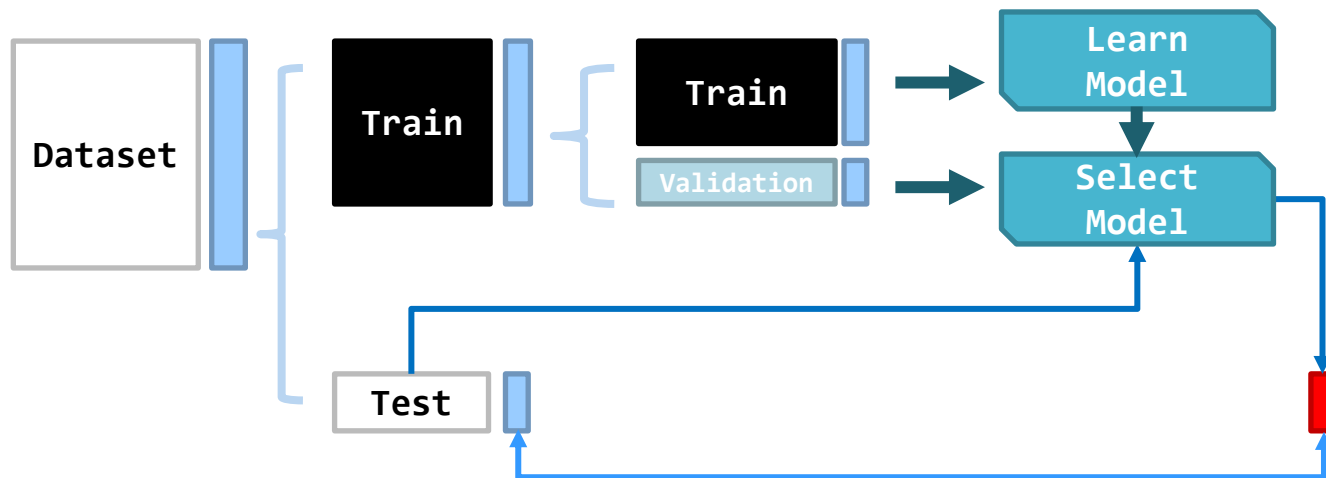 Dataset
Train
Train
Validation
Learn
Model
Select
Model
Test